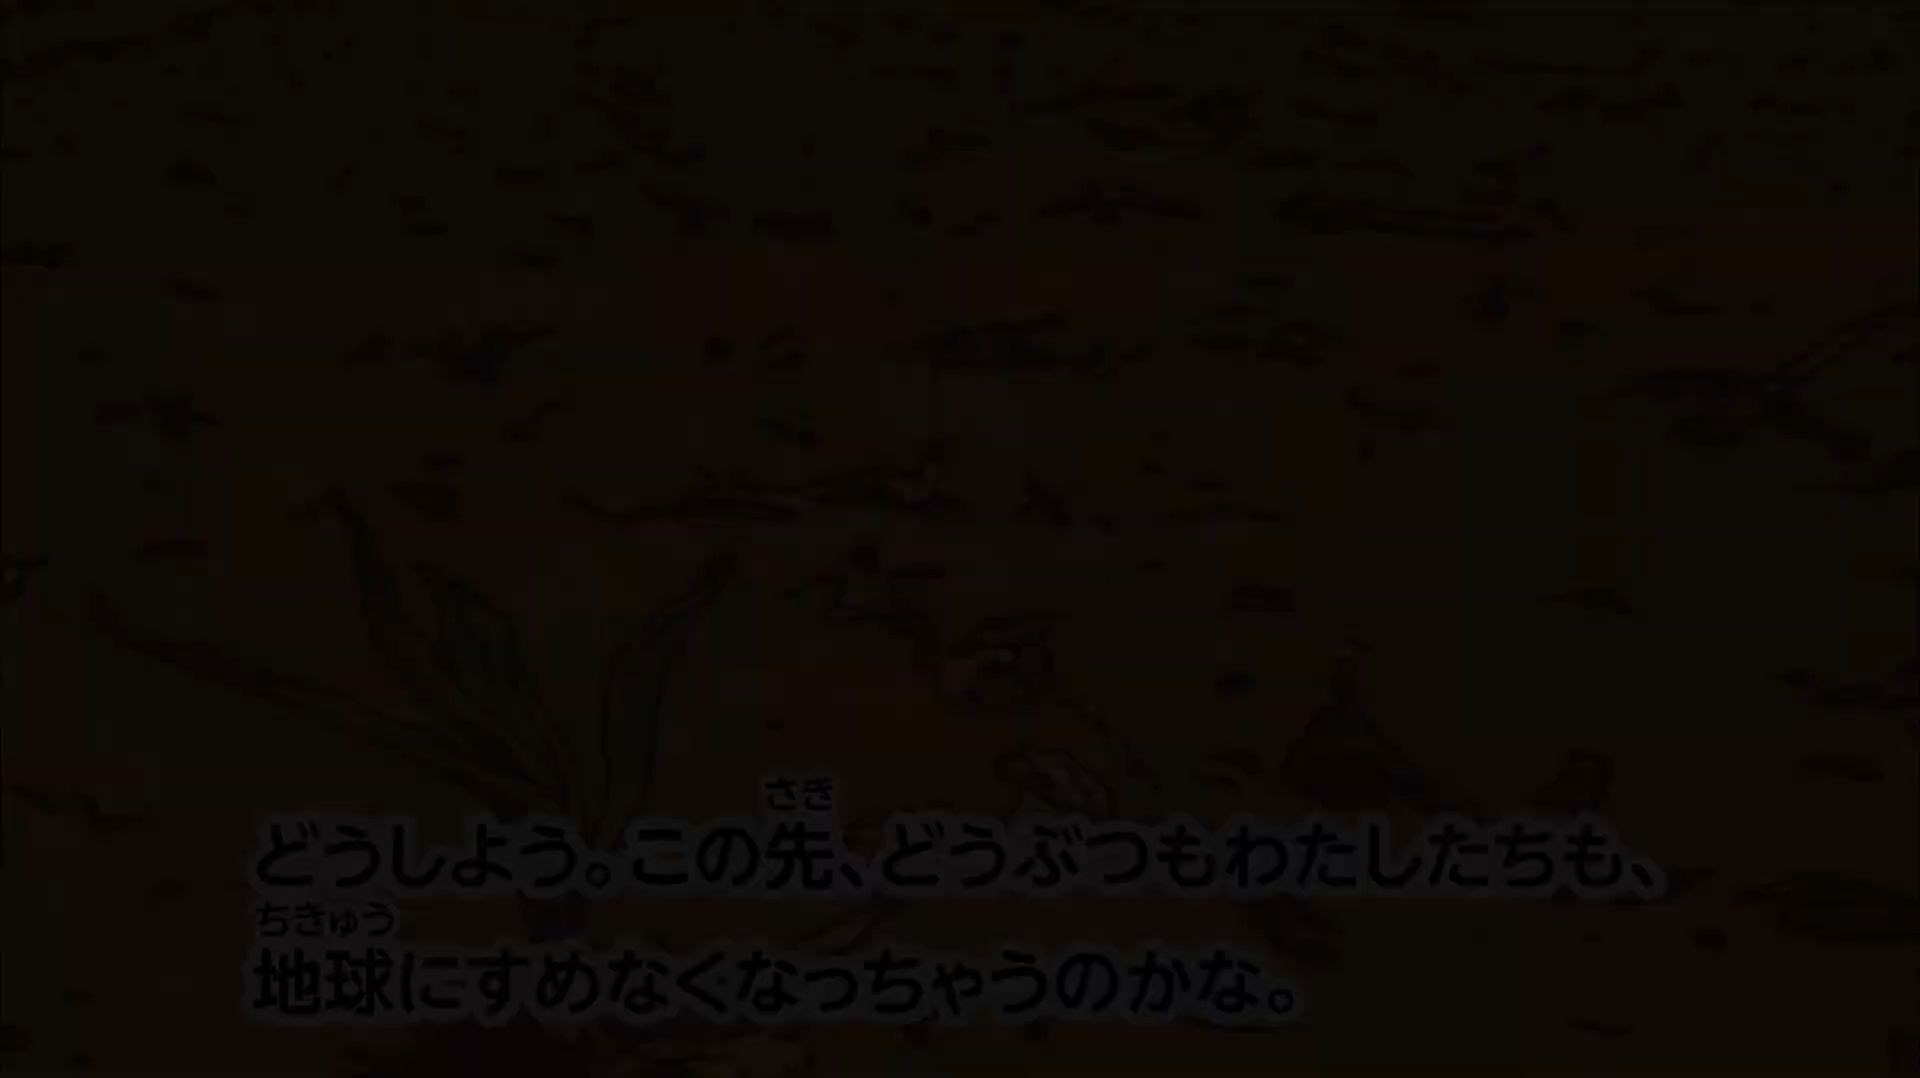 さき
どうしよう。この先、どうぶつもわたしたちも、
ちきゅう
地球にすめなくなっちゃうのかな。